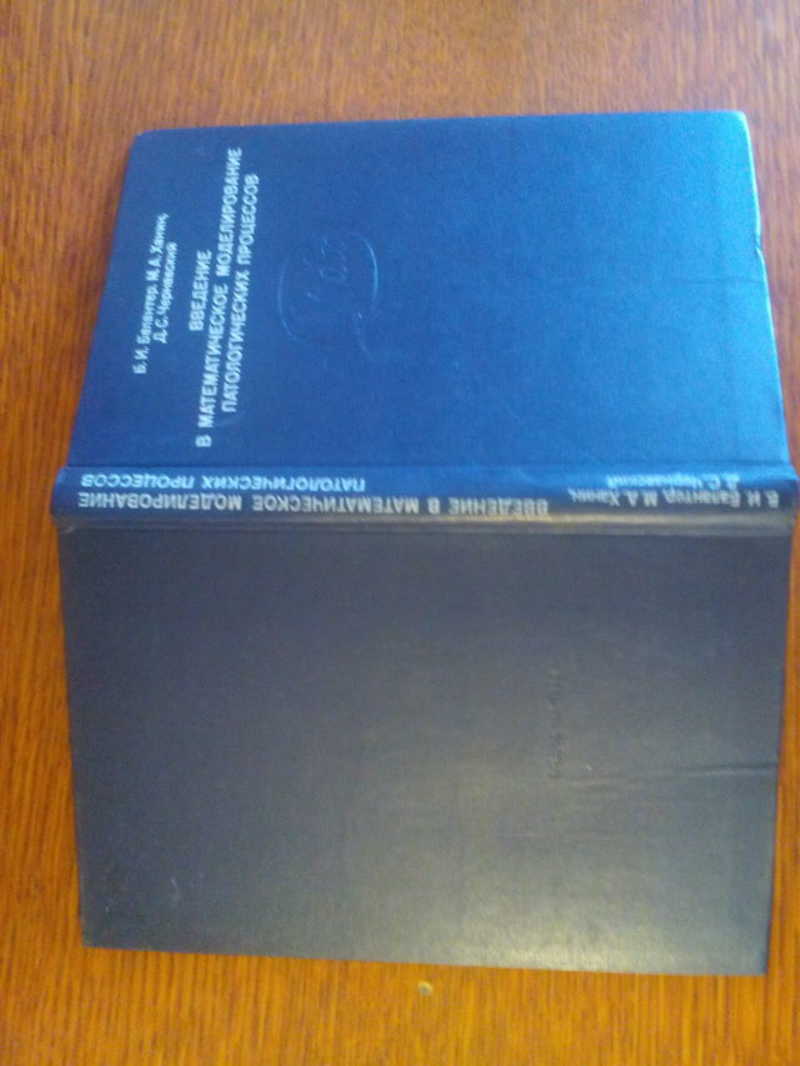 Б. И. Балантер, М. А. Ханин,
Д. С. Чернавский
ВВЕДЕНИЕ
В МАТЕМАТИЧЕСКОЕ МОДЕЛИРОВАНИЕ
ПАТОЛОГИЧЕСКИХ ПРОЦЕССОВ
Б. И. Балантер, М. А. Ханин,
Д. С. Чернавский
ВВЕДЕНИЕ В МАТЕМАТИЧЕСКОЕ МОДЕЛИРОВАНИЕ
ПАТОЛОГИЧЕСКИХ ПРОЦЕССОВ